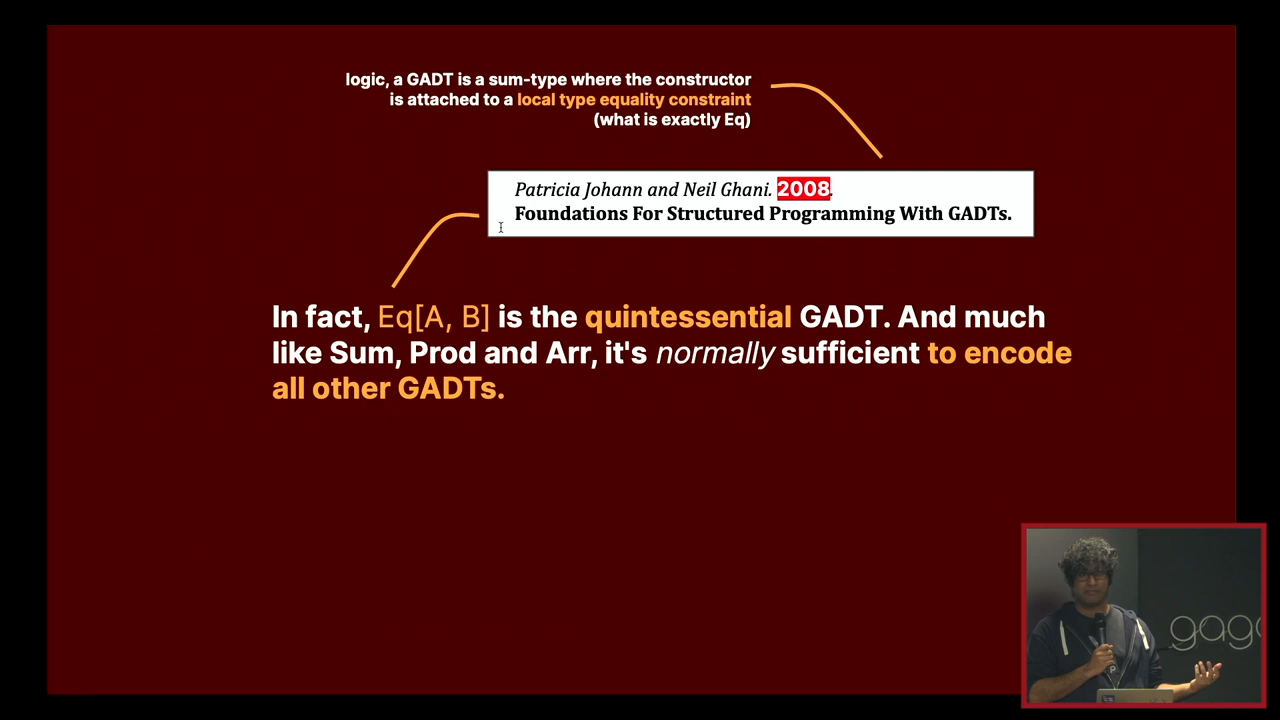 logic, a GADT is a sum-type where the constructor
is attached to a local type equality constraint
(what is exactly Eq)
Patricia Johann and Neil Ghani. 2008.
Foundations For Structured Programming With GADTs.
In fact, Eq[A, B] is the quintessential GADT. And much
like Sum, Prod and Arr, it's normally sufficient to encode
all other GADTs.